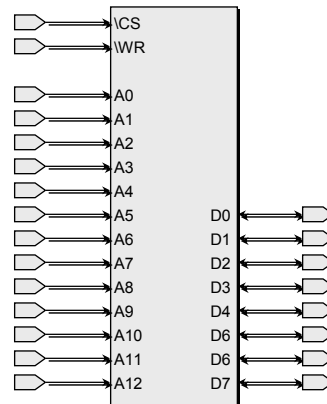 \CS
\WR
A0
A1
A2
A3
A4
A5 D0
A6 D1
A7 D2
A8 D3
A9 D4
A10 D6
A11 D6
A12 D7